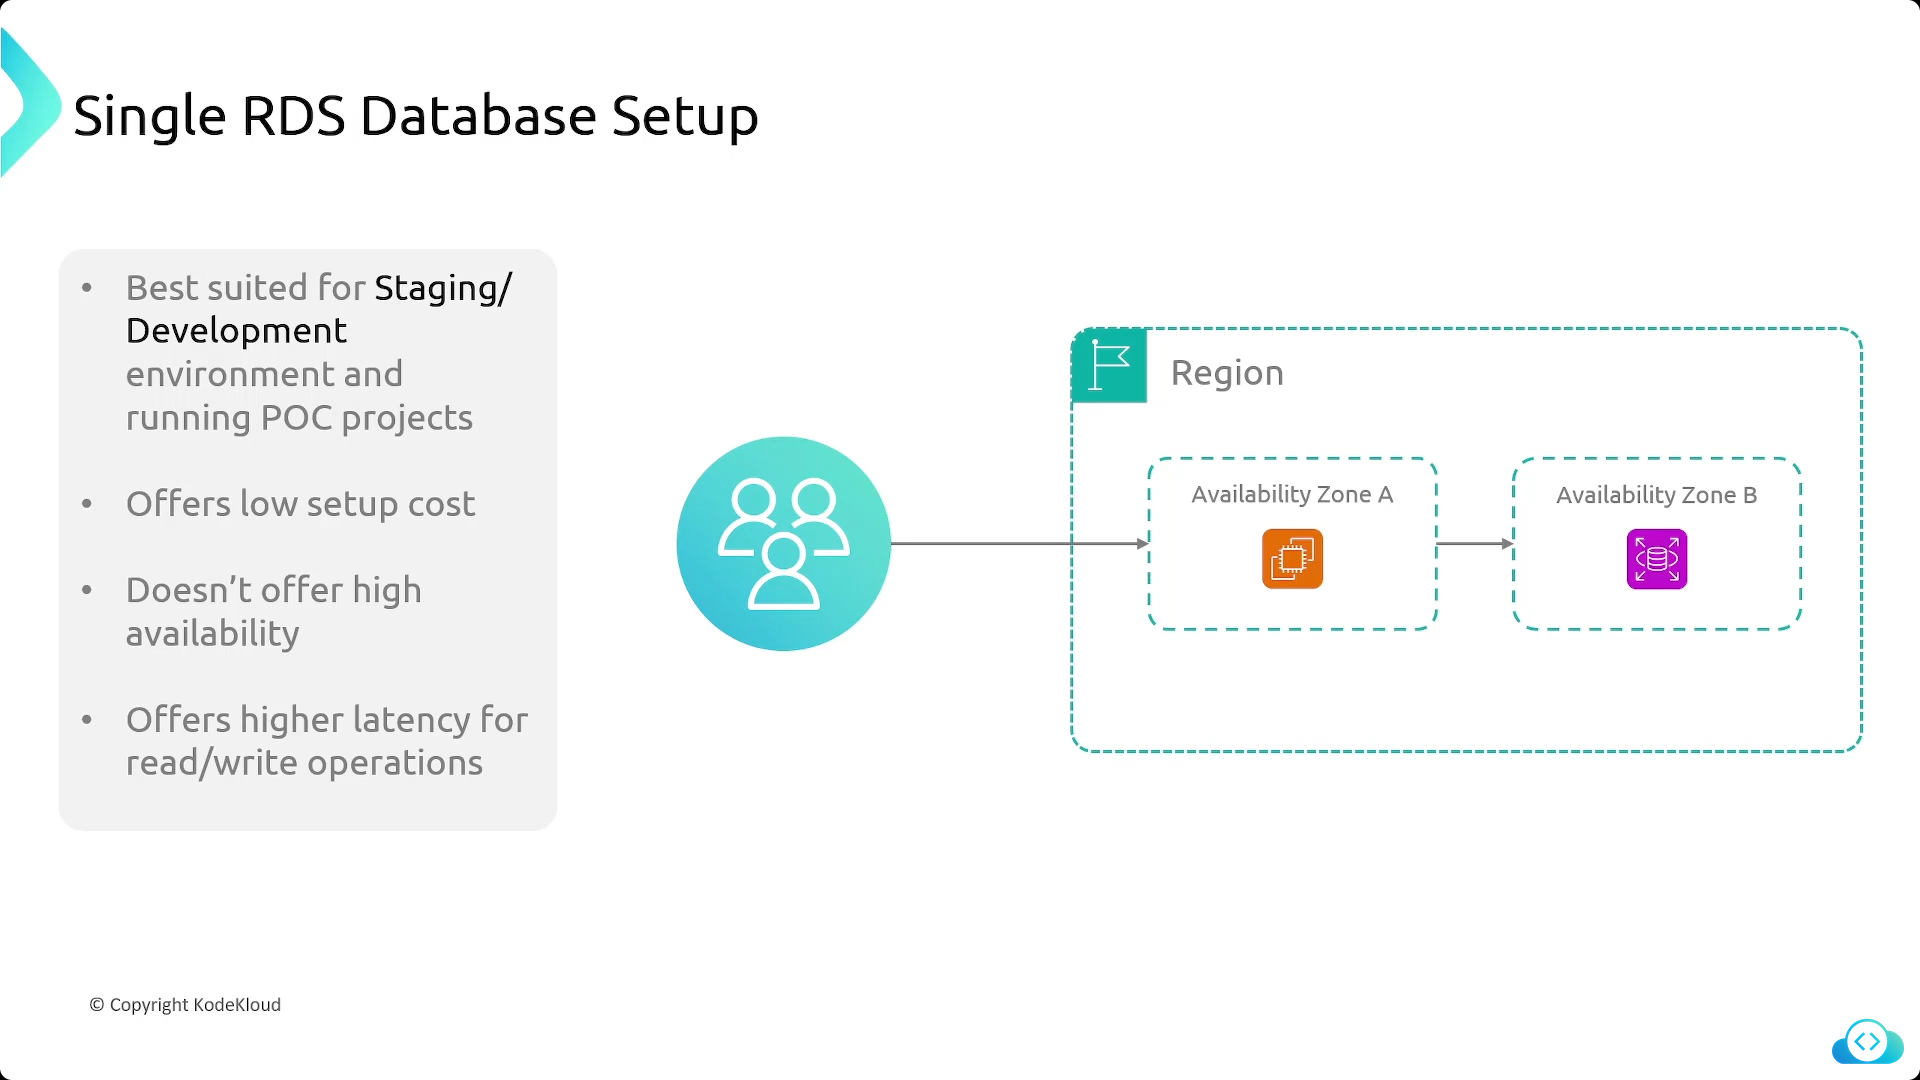 Single RDS Database Setup
• Best suited for Staging/
Development
environment and
running POC projects
• Offers low setup cost
• Doesn’t offer high
availability
• Offers higher latency for
read/write operations
Region
Availability Zone A
Availability Zone B
© Copyright KodeKloud